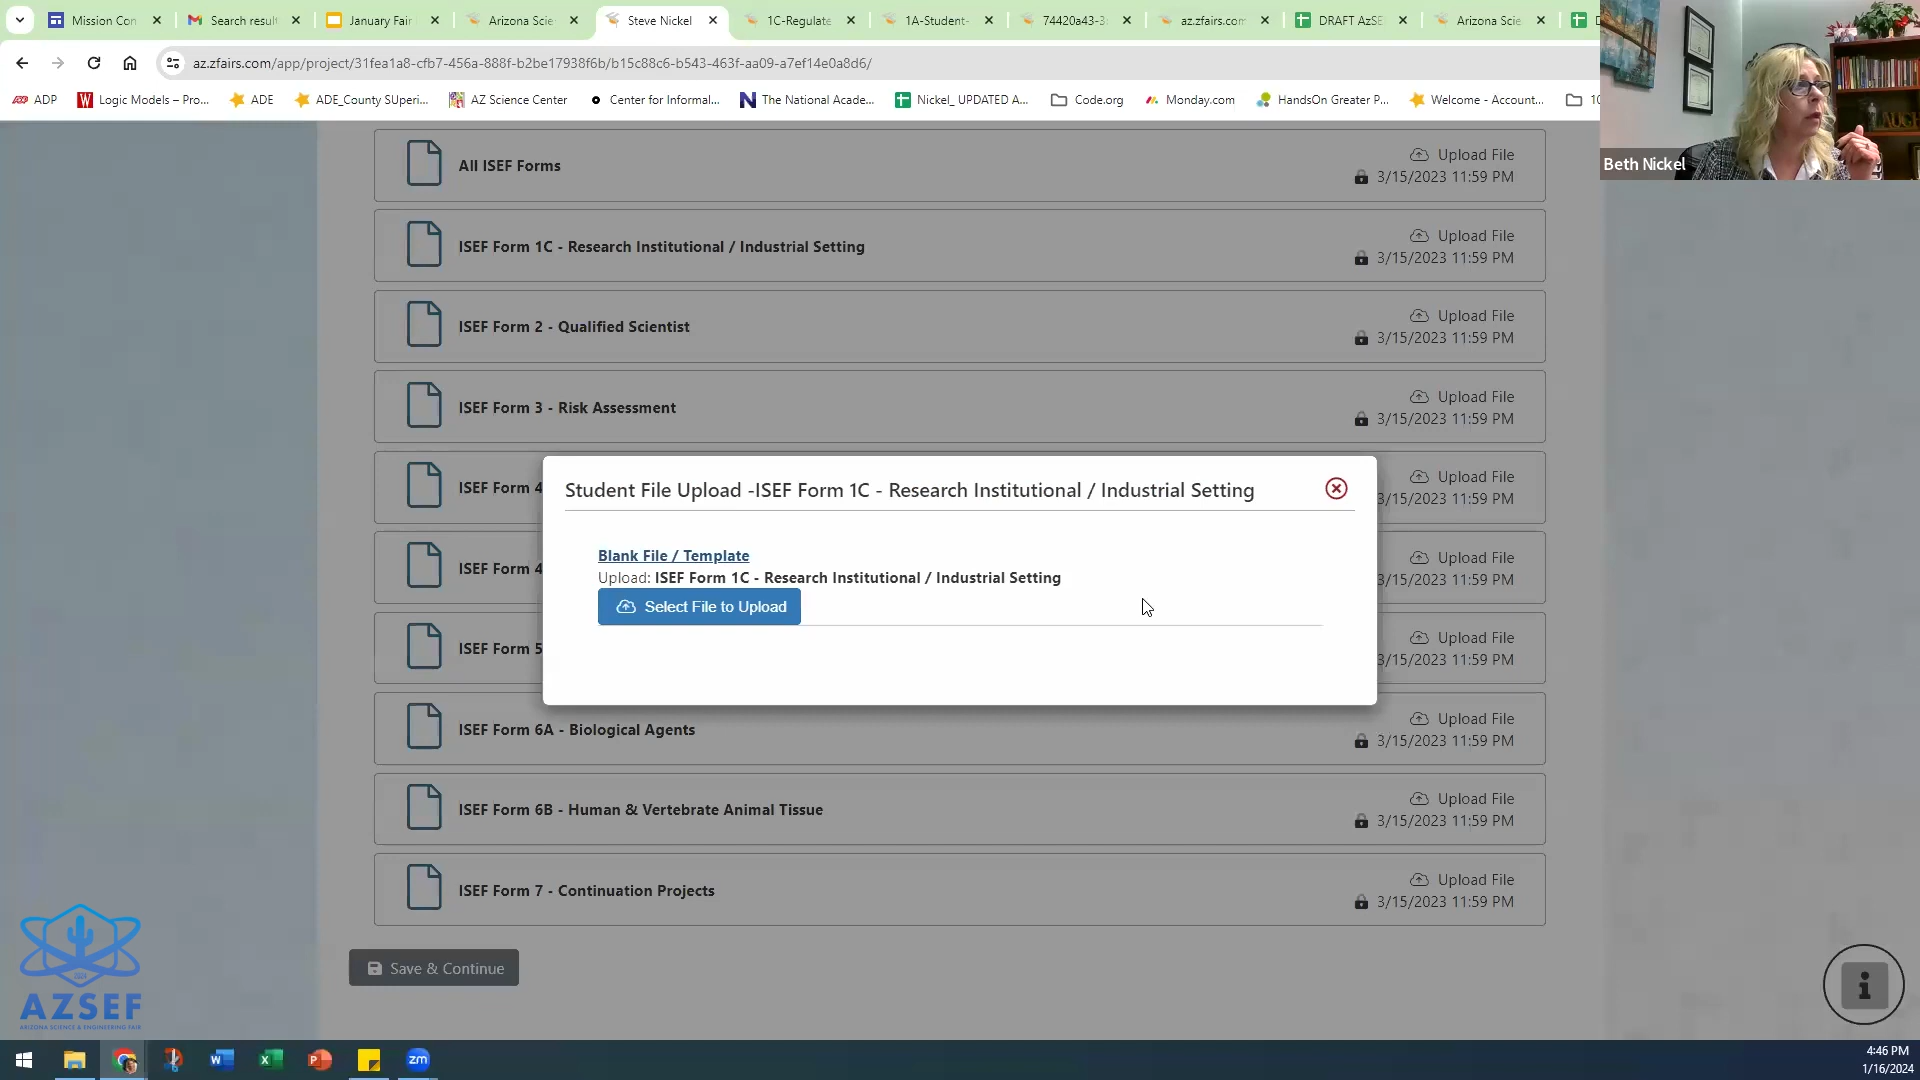 Mission Con
Search result
January Fair
Arizona Scie
Steve Nickel
1C-Regulate
1A-Student-
74420a43-3
az.zfairs.com
DRAFT AzSE
Arizona Scie
az.zfairs.com/app/project/31fea1a8-cfb7-456a-888f-b2be17938f6b/b15c88c6-b543-463f-aa09-a7ef14e0a8d6/
ADP
Logic Models – Pro...
ADE
ADE_County SUperi...
AZ Science Center
Center for Informal...
The National Acade...
Nickel_ UPDATED A...
Code.org
Monday.com
HandsOn Greater P...
Welcome - Account...
10
Beth Nickel
All ISEF Forms
Upload File
3/15/2023 11:59 PM
ISEF Form 1C - Research Institutional / Industrial Setting
Upload File
3/15/2023 11:59 PM
ISEF Form 2 - Qualified Scientist
Upload File
3/15/2023 11:59 PM
ISEF Form 3 - Risk Assessment
Upload File
3/15/2023 11:59 PM
ISEF Form 4
Upload File
3/15/2023 11:59 PM
Student File Upload -ISEF Form 1C - Research Institutional / Industrial Setting
Blank File / Template
Upload: ISEF Form 1C - Research Institutional / Industrial Setting
Select File to Upload
ISEF Form 4
Upload File
3/15/2023 11:59 PM
ISEF Form 5
Upload File
3/15/2023 11:59 PM
ISEF Form 6A - Biological Agents
Upload File
3/15/2023 11:59 PM
ISEF Form 6B - Human & Vertebrate Animal Tissue
Upload File
3/15/2023 11:59 PM
ISEF Form 7 - Continuation Projects
Upload File
3/15/2023 11:59 PM
Save & Continue
AZSEF
ARIZONA SCIENCE & ENGINEERING FAIR
zm
4:46 PM
1/16/2024